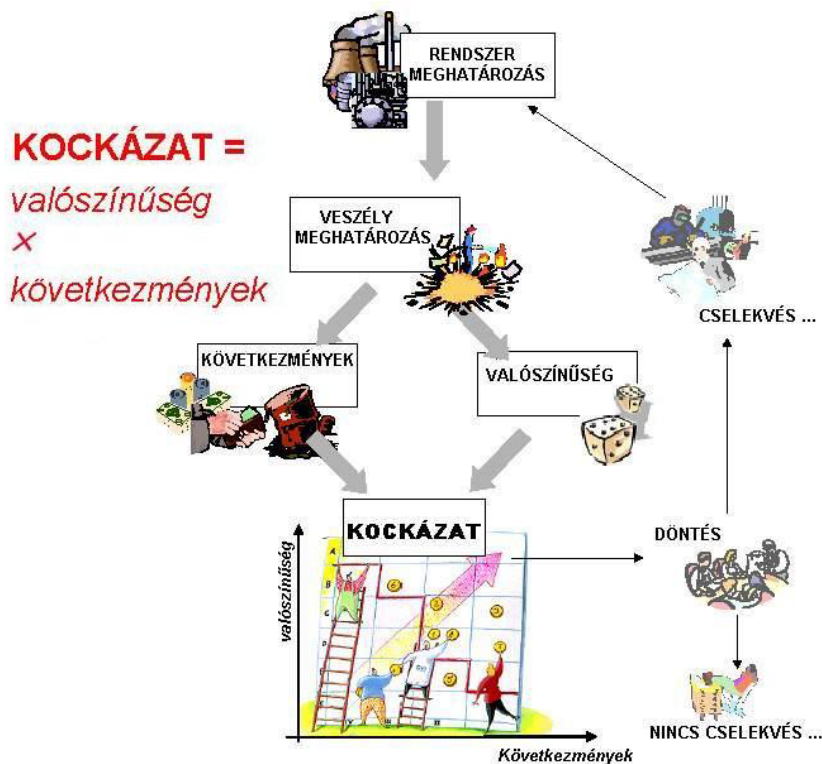 RENDSZER
MEGHATÁROZÁS
KOCKÁZAT =
valószínűség
×
következmények
VESZÉLY
MEGHATÁROZÁS
CSELEKVÉS ...
KÖVETKEZMÉNYEK
VALÓSZÍNŰSÉG
KOCKÁZAT
DÖNTÉS
valószínűség
A
B
C
D
Következmények
NINCS CSELEKVÉS ...